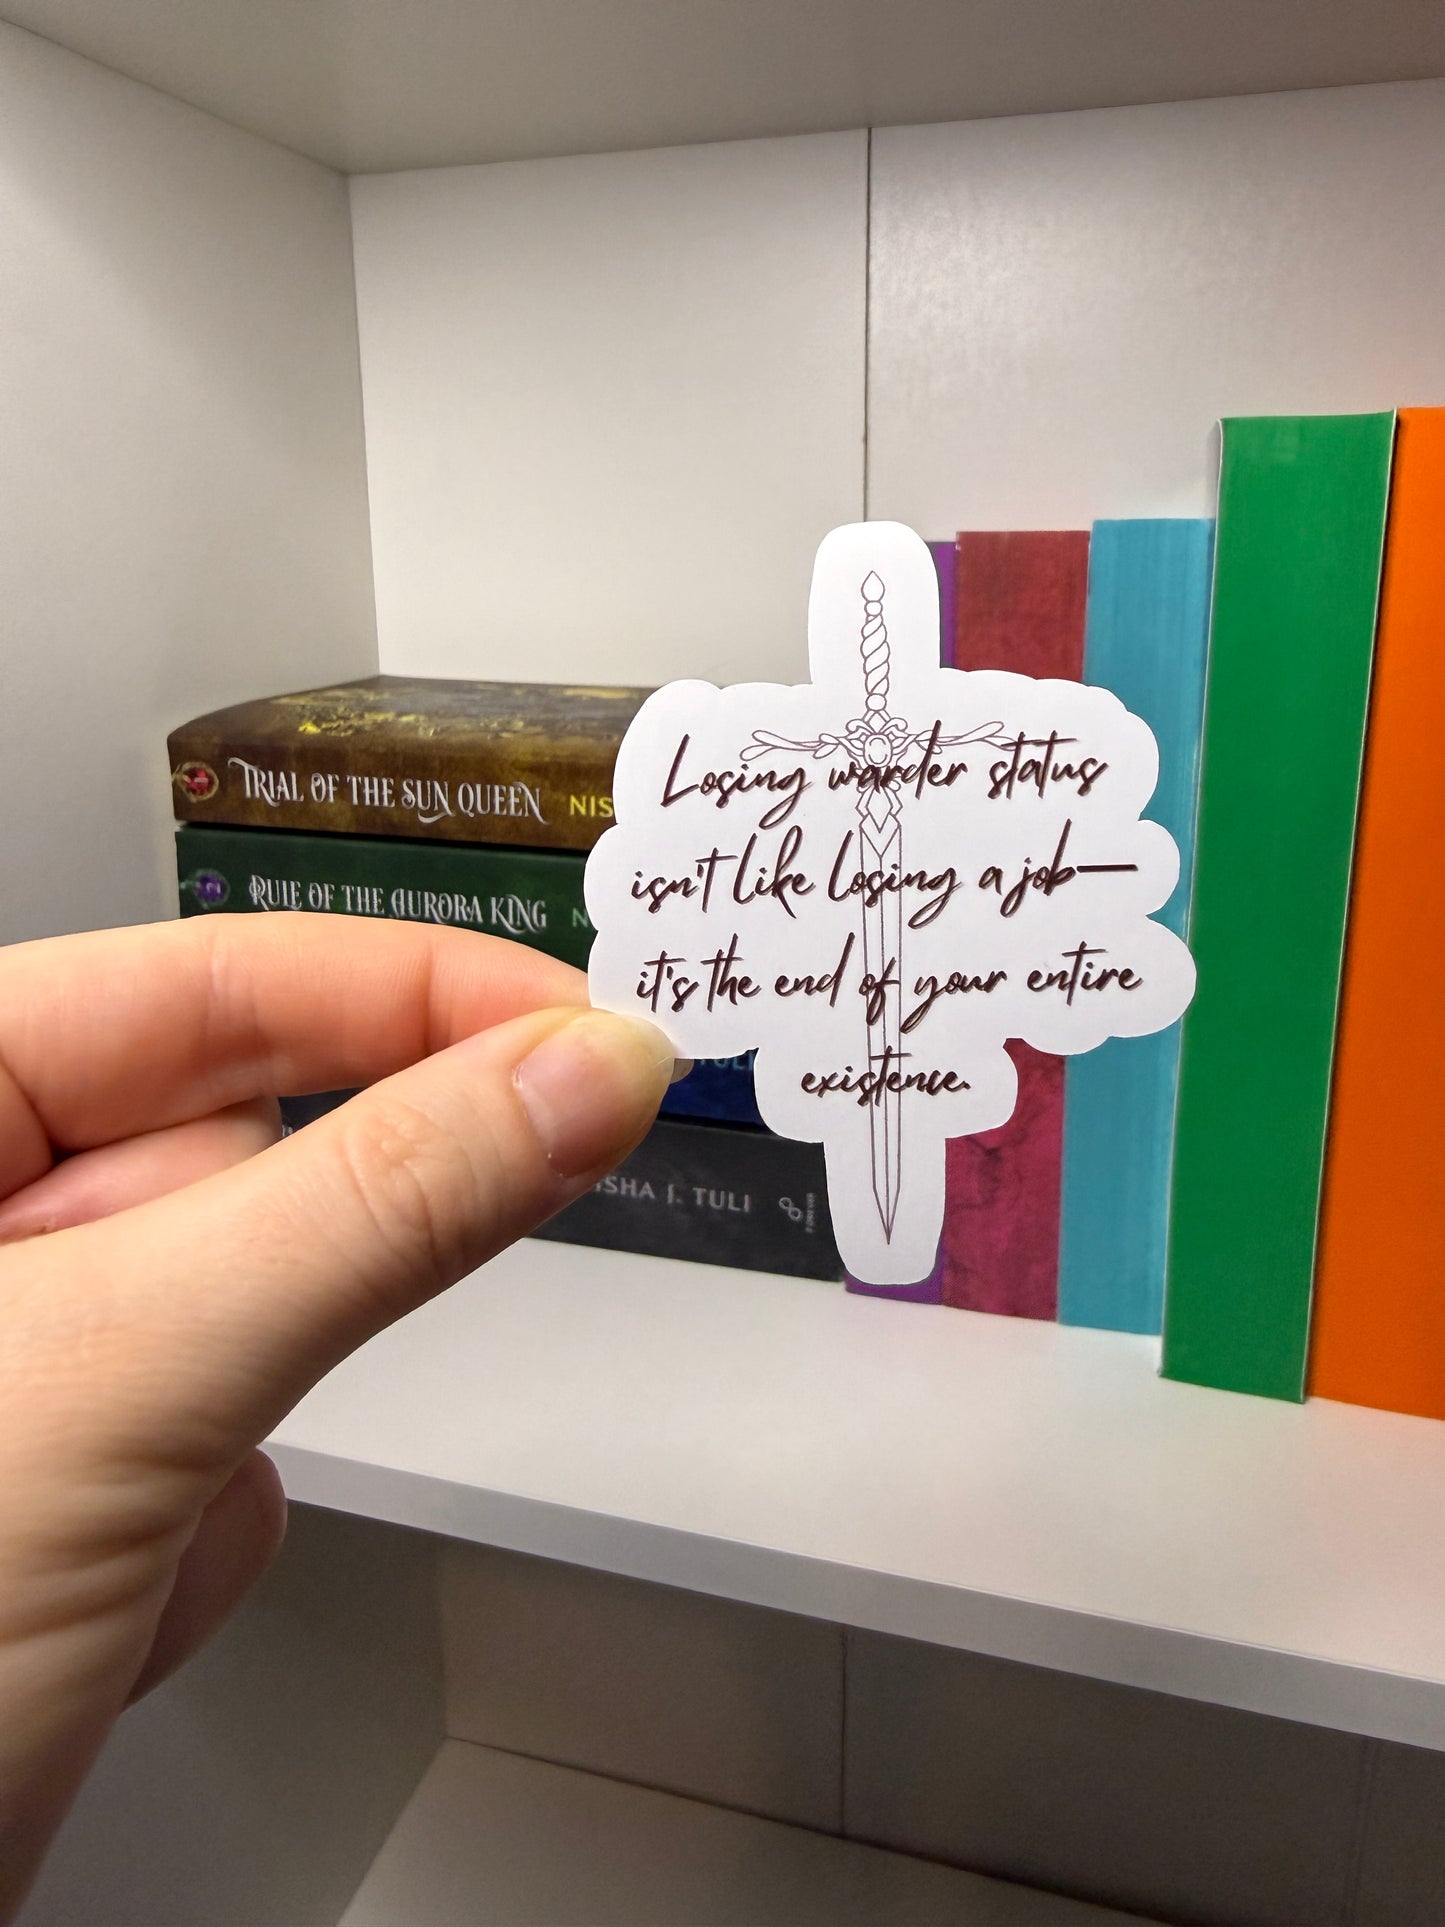 Losing warder status
isn't like losing a job—
it's the end of your entire
existence.
TRIAL OF THE SUN QUEEN NIS
RULE OF THE AURORA KING N
TULI
ISHA J. TULI